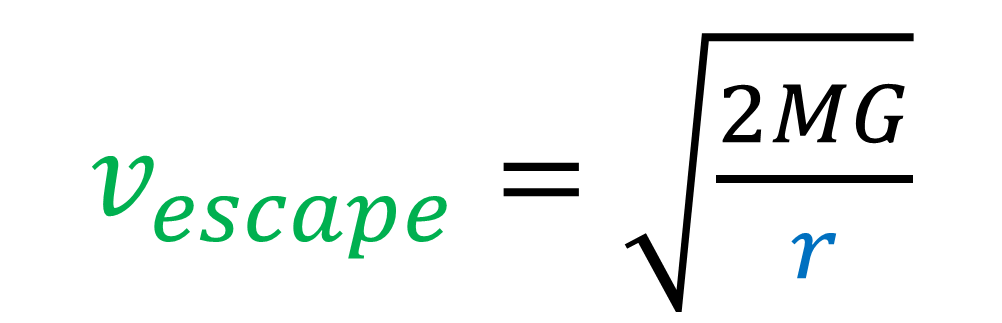 v_escape = √(2MG / r)